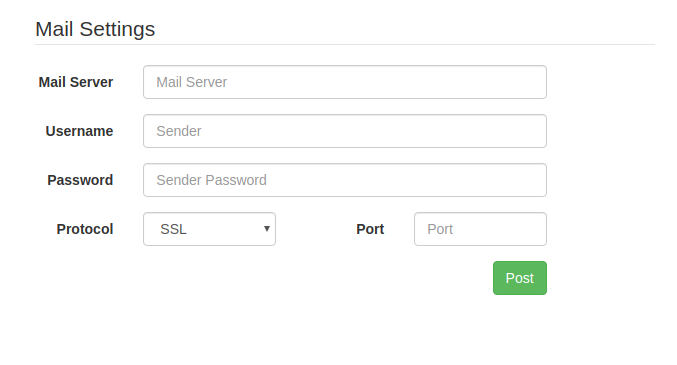 Mail Settings
Mail Server Mail Server
Username Sender
Password Sender Password
Protocol SSL Port Port
Post